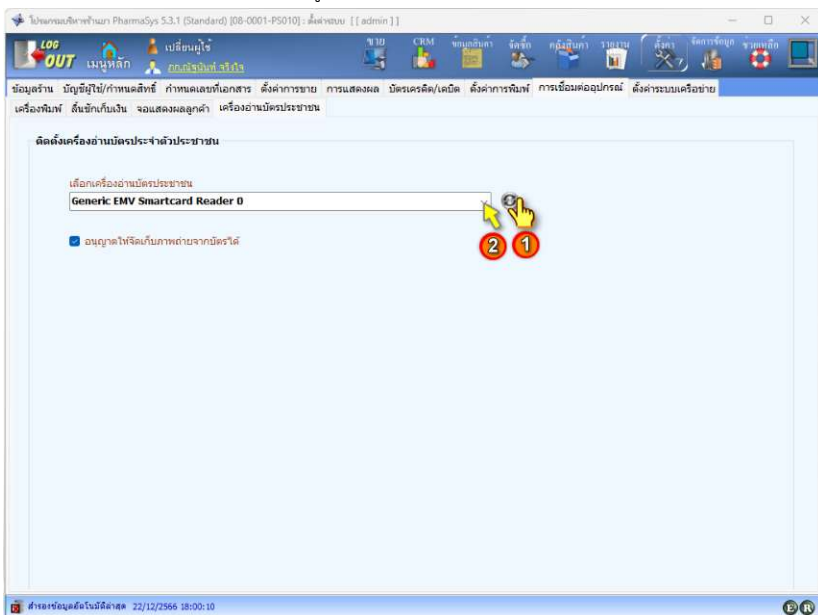 โปรแกรมบริหารร้านยา PharmaSys 5.3.1 (Standard) [08-0001-PS010] : ตั้งค่าระบบ [ [ admin ] ]
LOG OUT เมนูหลัก เปลี่ยนผู้ใช้ ขาย CRM ข้อมูลสินค้า จัดซื้อ คลังสินค้า รายงาน ตั้งค่า จัดการข้อมูล ช่วยเหลือ
ข้อมูลร้าน บัญชีผู้ใช้/กำหนดสิทธิ์ กำหนดเลขที่เอกสาร ตั้งค่าการขาย การแสดงผล บัตรเครดิต/เดบิต ตั้งค่าการพิมพ์ การเชื่อมต่ออุปกรณ์ ตั้งค่าระบบเครือข่าย
เครื่องพิมพ์ ลิ้นชักเก็บเงิน จอแสดงผลลูกค้า เครื่องอ่านบัตรประชาชน
ติดตั้งเครื่องอ่านบัตรประจำตัวประชาชน
เลือกเครื่องอ่านบัตรประชาชน
Generic EMV Smartcard Reader 0
2 1
อนุญาตให้จัดเก็บภาพถ่ายจากบัตรได้
สำรองข้อมูลอัตโนมัติล่าสุด 22/12/2566 18:00:10
E R